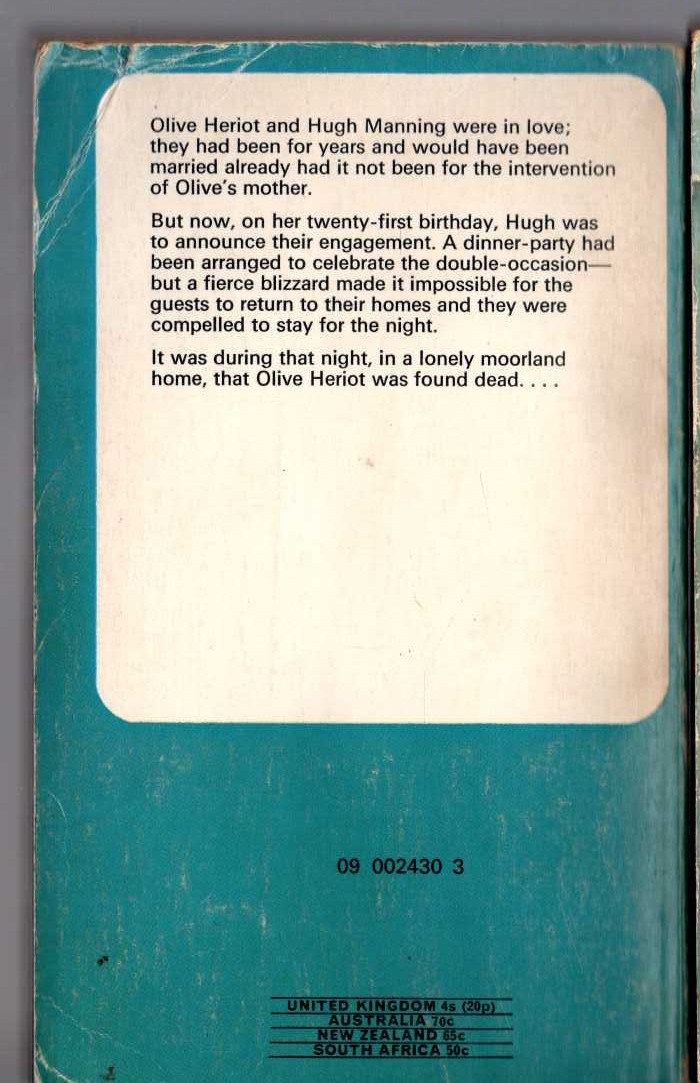 Olive Heriot and Hugh Manning were in love;
they had been for years and would have been
married already had it not been for the intervention
of Olive's mother.
But now, on her twenty-first birthday, Hugh was
to announce their engagement. A dinner-party had
been arranged to celebrate the double-occasion—
but a fierce blizzard made it impossible for the
guests to return to their homes and they were
compelled to stay for the night.
It was during that night, in a lonely moorland
home, that Olive Heriot was found dead. . . .
09 002430 3
UNITED KINGDOM 4s (20p)
AUSTRALIA 70c
NEW ZEALAND 65c
SOUTH AFRICA 50c